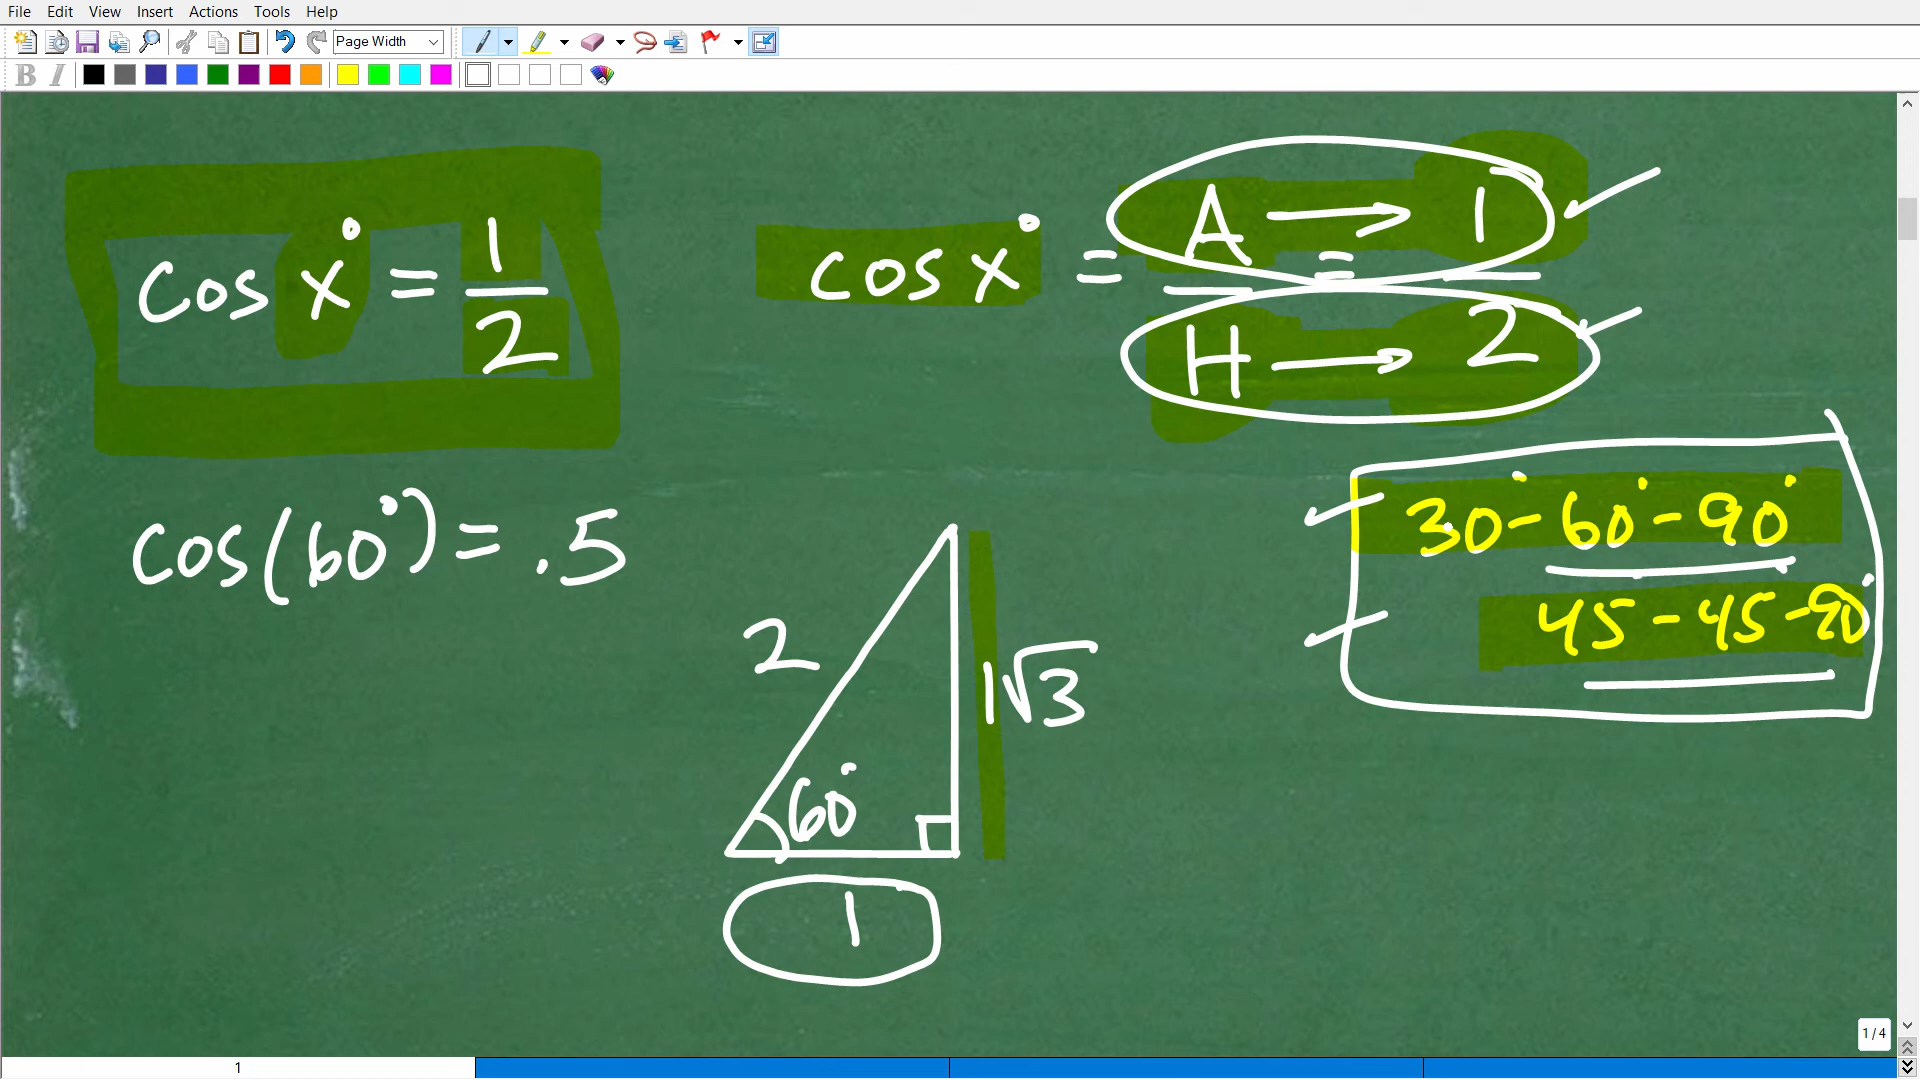 File Edit View Insert Actions Tools Help
Page Width
B I
cos x° = 1/2
cos x° = A → 1 = H → 2
cos(60°) = .5
30° - 60° - 90°
45 - 45 - 90°
2
1√3
60°
1
1 / 4
1